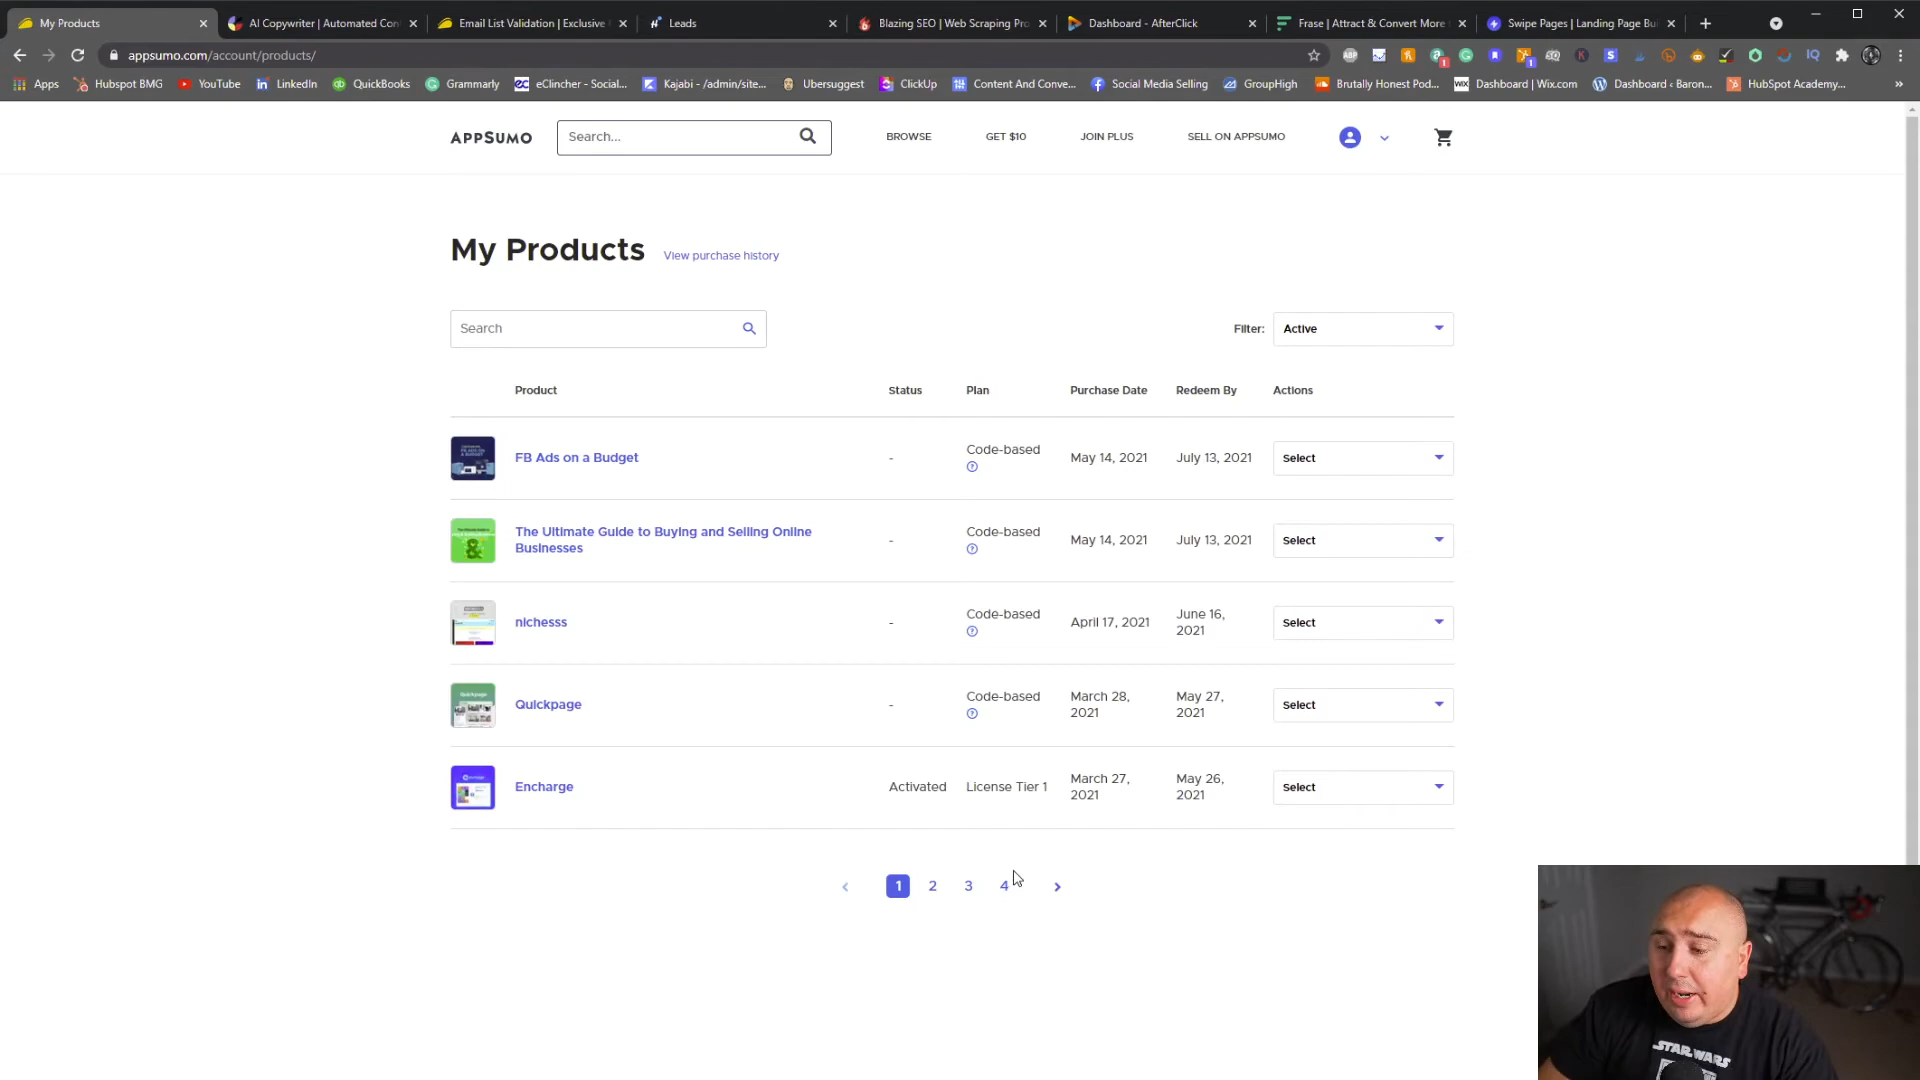 My Products
AI Copywriter | Automated Con
Email List Validation | Exclusive
Leads
Blazing SEO | Web Scraping Pro
Dashboard - AfterClick
Frase | Attract & Convert More
Swipe Pages | Landing Page Bui
appsumo.com/account/products/
Apps
Hubspot BMG
YouTube
LinkedIn
QuickBooks
Grammarly
eClincher - Social...
Kajabi - /admin/site...
Ubersuggest
ClickUp
Content And Conve...
Social Media Selling
GroupHigh
Brutally Honest Pod...
Dashboard | Wix.com
Dashboard ‹ Baron...
HubSpot Academy...
APPSUMO
Search...
BROWSE
GET $10
JOIN PLUS
SELL ON APPSUMO
My Products
View purchase history
Search
Filter:
Active
Product
Status
Plan
Purchase Date
Redeem By
Actions
FB Ads on a Budget
-
Code-based
May 14, 2021
July 13, 2021
Select
The Ultimate Guide to Buying and Selling Online
Businesses
-
Code-based
May 14, 2021
July 13, 2021
Select
nichesss
-
Code-based
April 17, 2021
June 16,
2021
Select
Quickpage
-
Code-based
March 28,
2021
May 27,
2021
Select
Encharge
Activated
License Tier 1
March 27,
2021
May 26,
2021
Select
1
2
3
4
STAR WARS